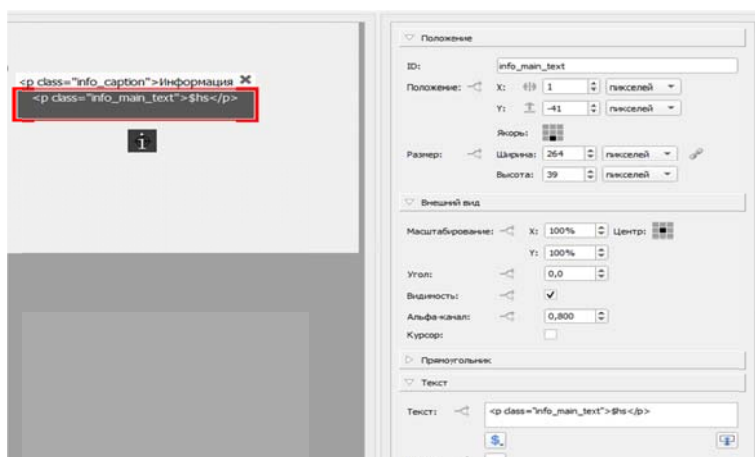 <p class="info_caption">Информация
<p class="info_main_text">$hs</p>
i
Положение
ID: info_main_text
Положение: X: 1 пикселей
Y: -41 пикселей
Якорь:
Размер: Ширина: 264 пикселей
Высота: 39 пикселей
Внешний вид
Масштабирование: X: 100% Центр:
Y: 100%
Угол: 0,0
Видимость:
Альфа-канал: 0,800
Курсор:
Прямоугольник
Текст
Текст: <p class="info_main_text">$hs</p>
$